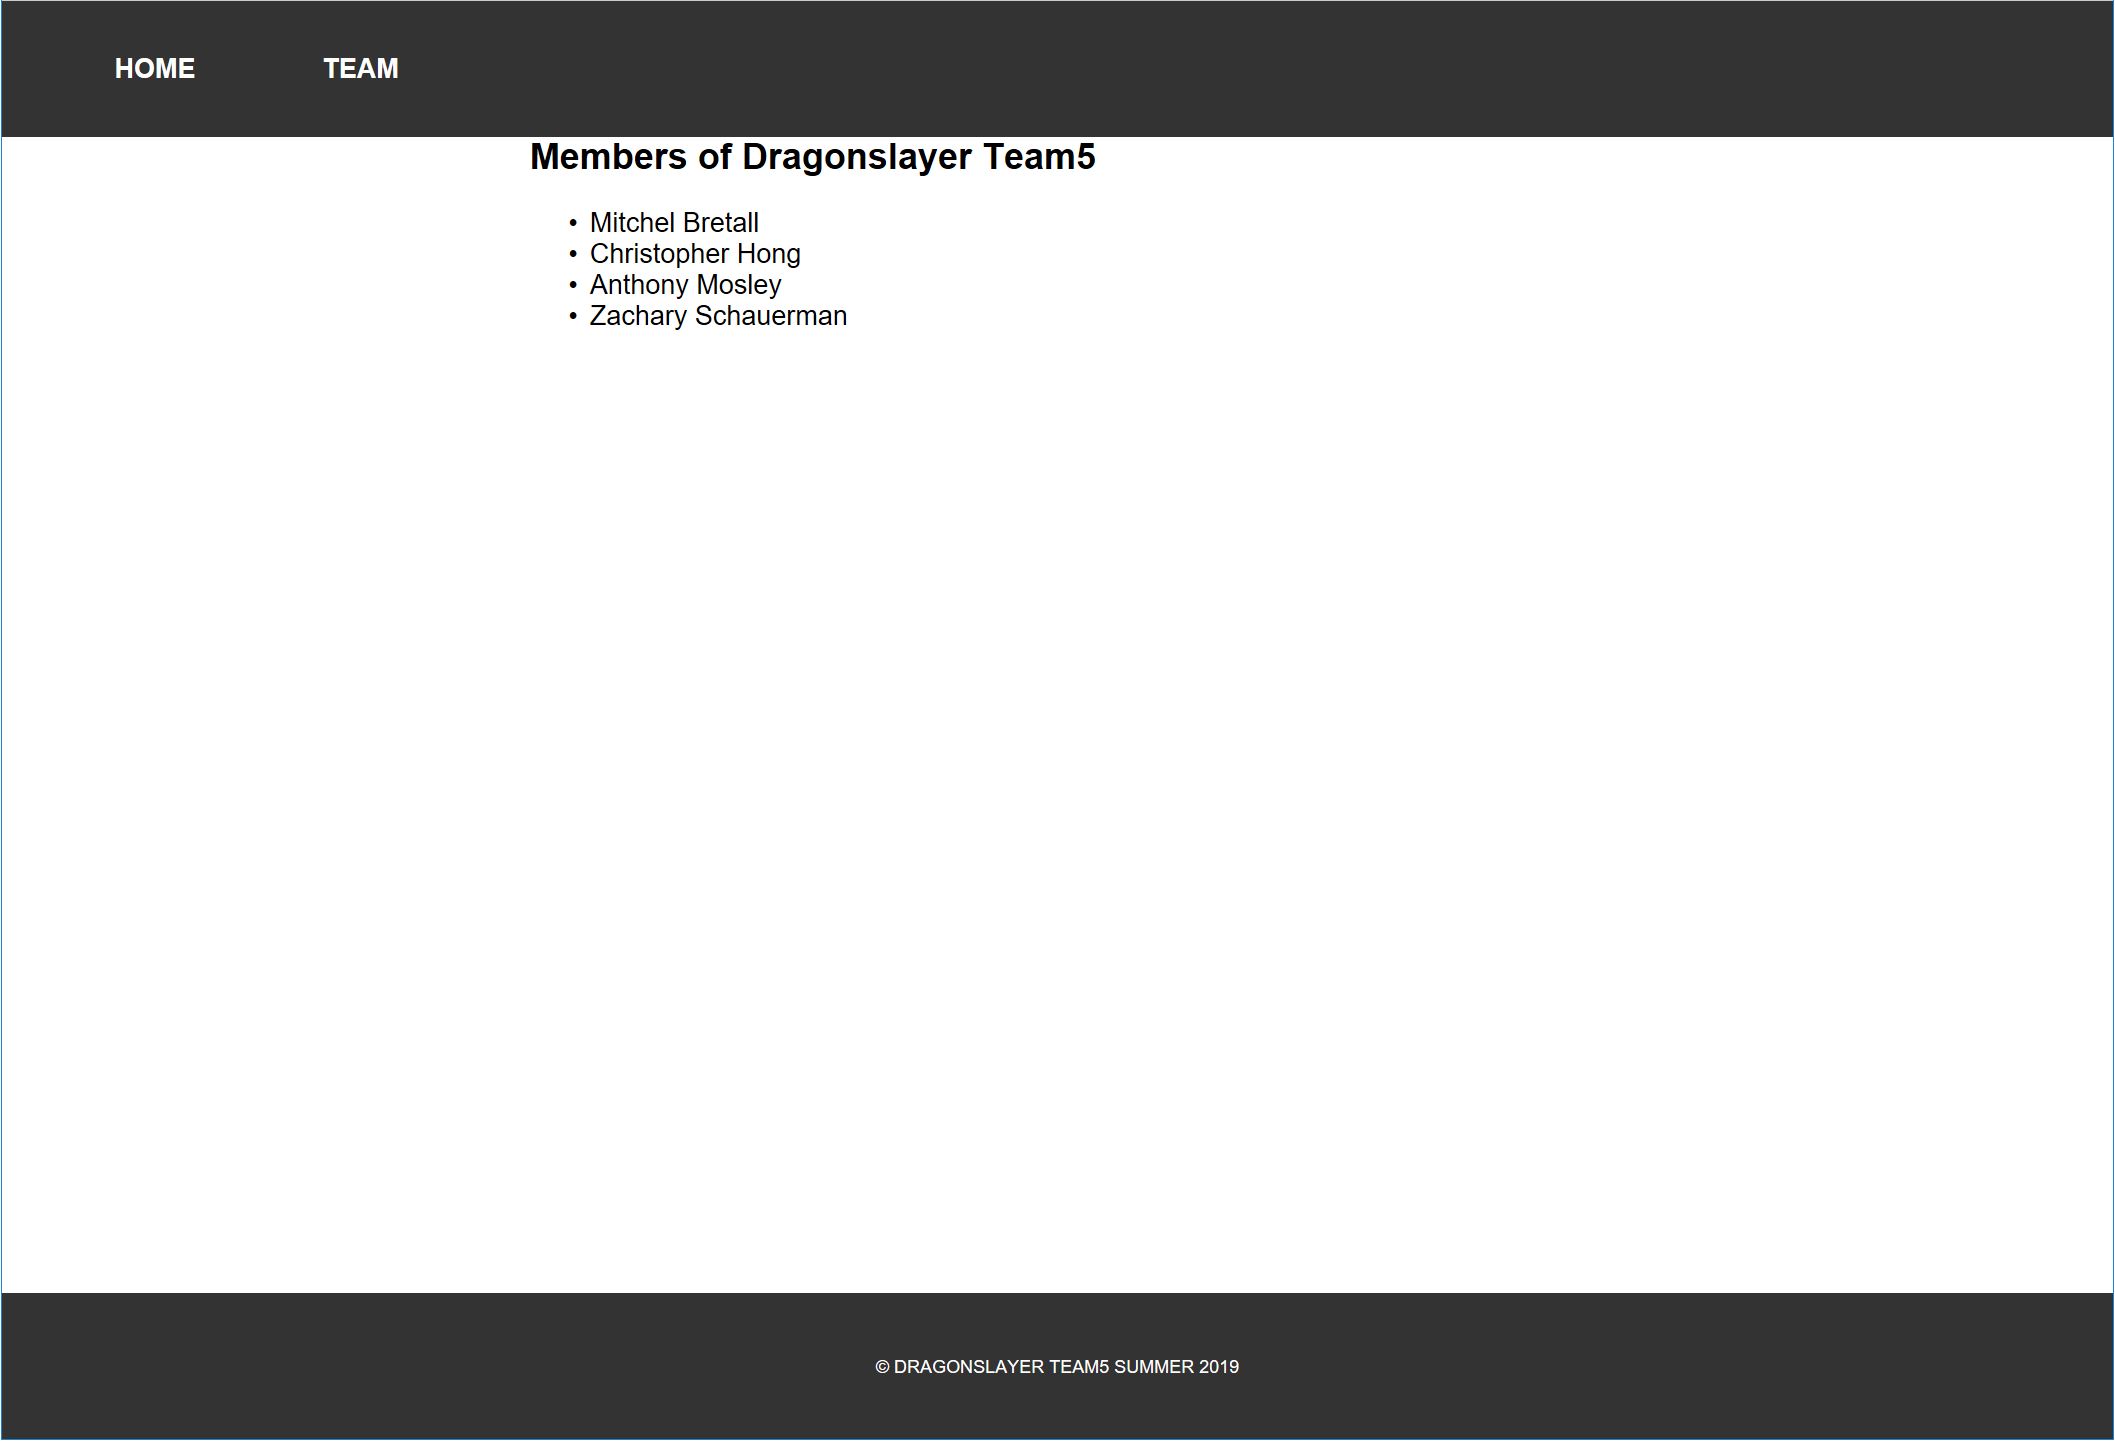 HOME TEAM
Members of Dragonslayer Team5
• Mitchel Bretall
• Christopher Hong
• Anthony Mosley
• Zachary Schauerman
© DRAGONSLAYER TEAM5 SUMMER 2019